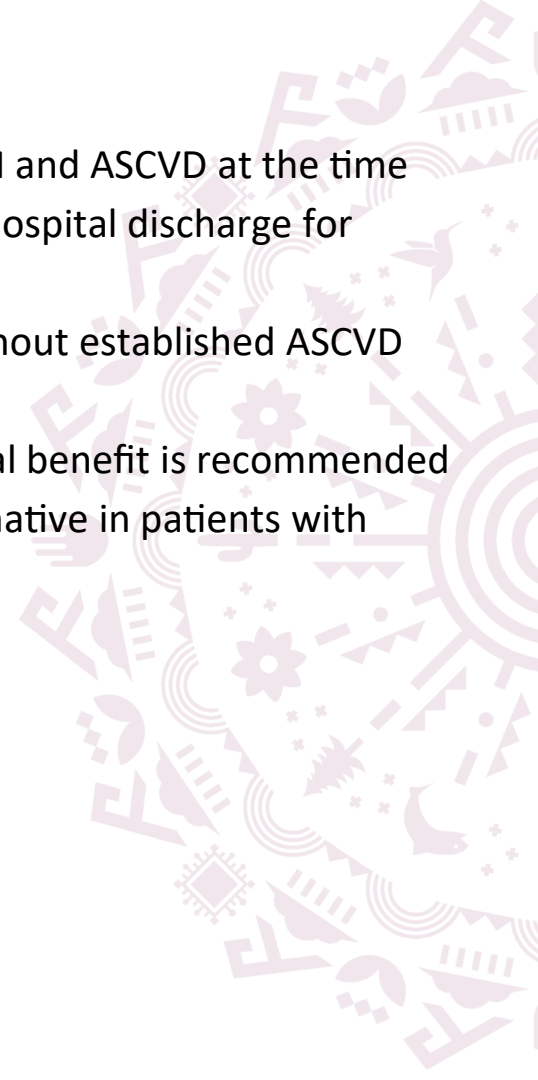 and ASCVD at the time
ospital discharge for
hout established ASCVD
al benefit is recommended
native in patients with